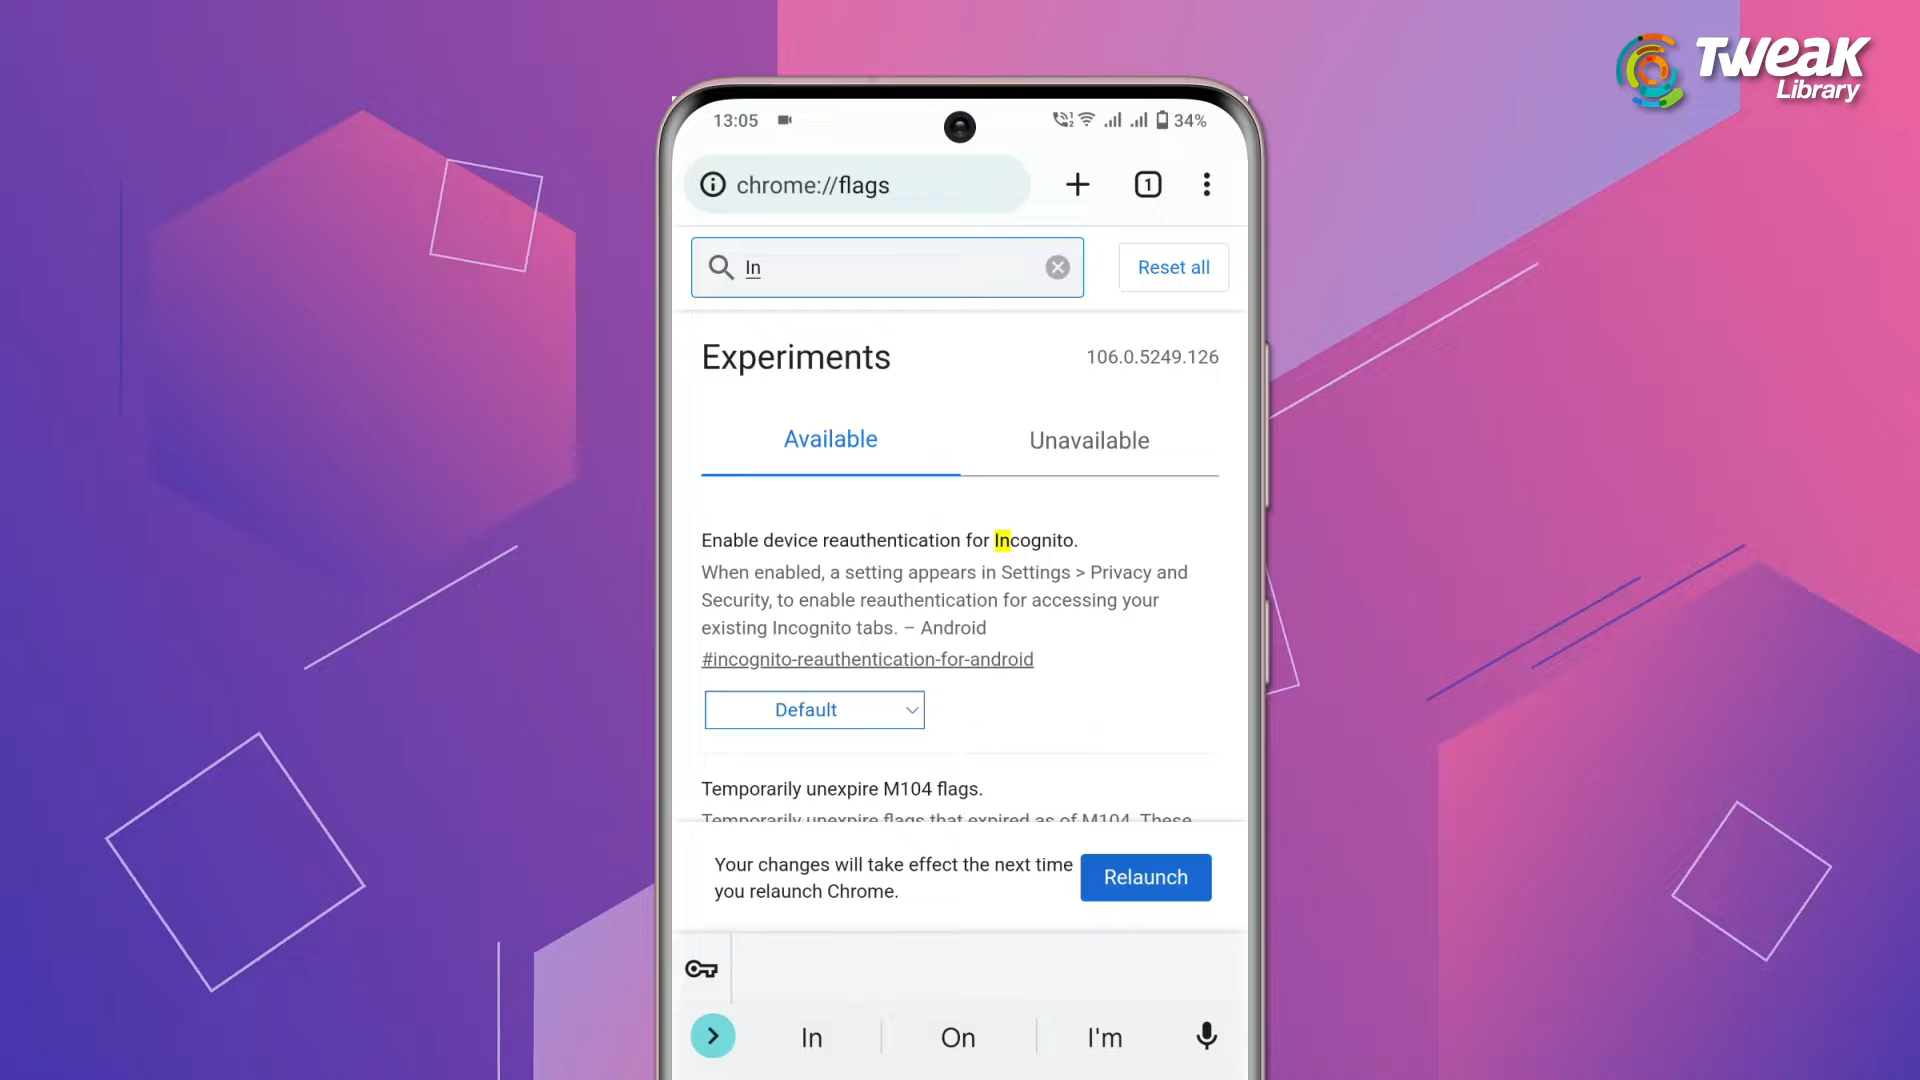 TWEAK
Library
13:05
34%
chrome://flags
1
In
Reset all
Experiments
106.0.5249.126
Available
Unavailable
Enable device reauthentication for Incognito.
When enabled, a setting appears in Settings > Privacy and
Security, to enable reauthentication for accessing your
existing Incognito tabs. – Android
#incognito-reauthentication-for-android
Default
Temporarily unexpire M104 flags.
Temporarily unexpire flags that expired as of M104. These
Your changes will take effect the next time
you relaunch Chrome.
Relaunch
In
On
I'm